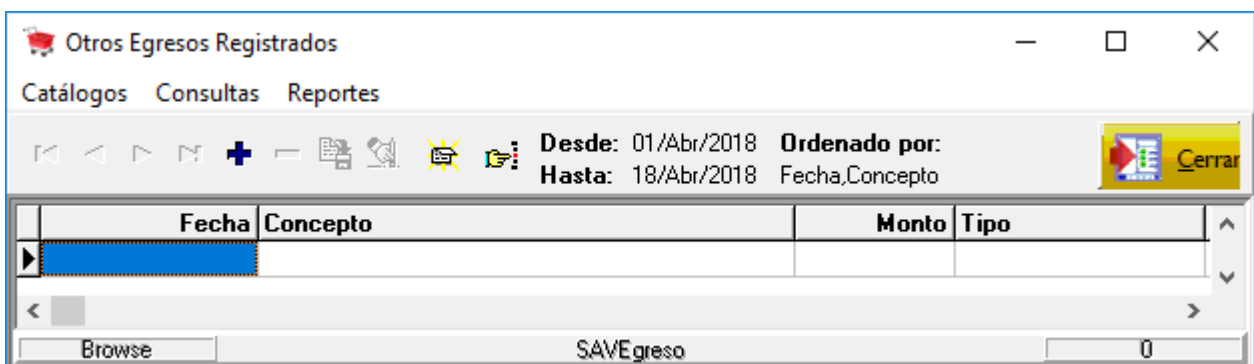 Otros Egresos Registrados
Catálogos Consultas Reportes
Desde: 01/Abr/2018 Ordenado por:
Hasta: 18/Abr/2018 Fecha,Concepto
Cerrar
Fecha Concepto Monto Tipo
Browse SAVEgreso 0